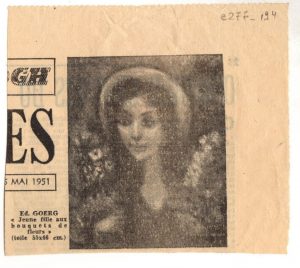 e277_194
GH
ES
5 MAI 1951
Ed. GOERG
« Jeune fille aux
bouquets de
fleurs »
(toile 55x46 cm.)